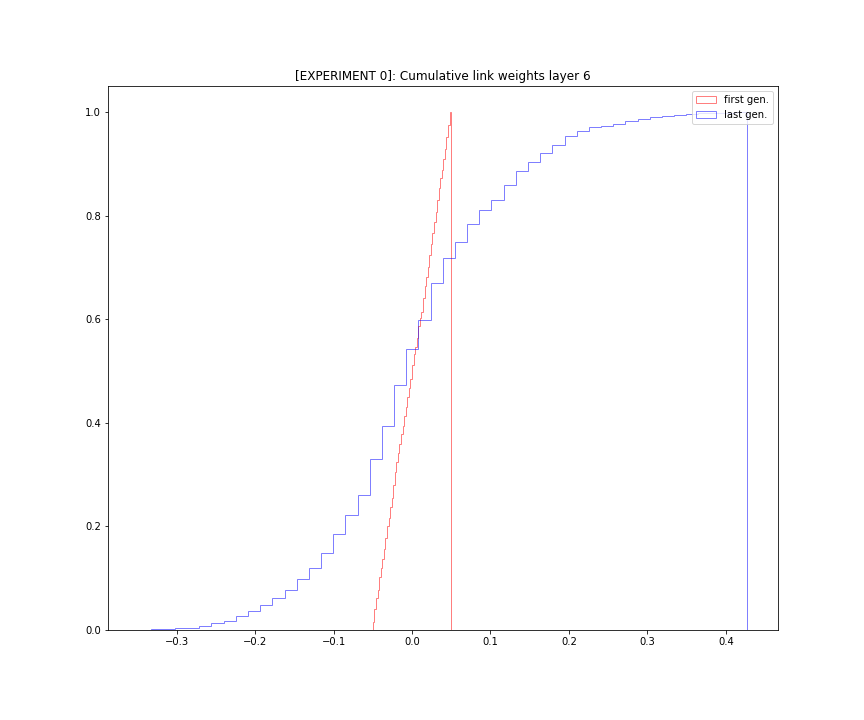 [EXPERIMENT 0]: Cumulative link weights layer 6
first gen.
last gen.
1.0
0.8
0.6
0.4
0.2
0.0
−0.3 −0.2 −0.1 0.0 0.1 0.2 0.3 0.4